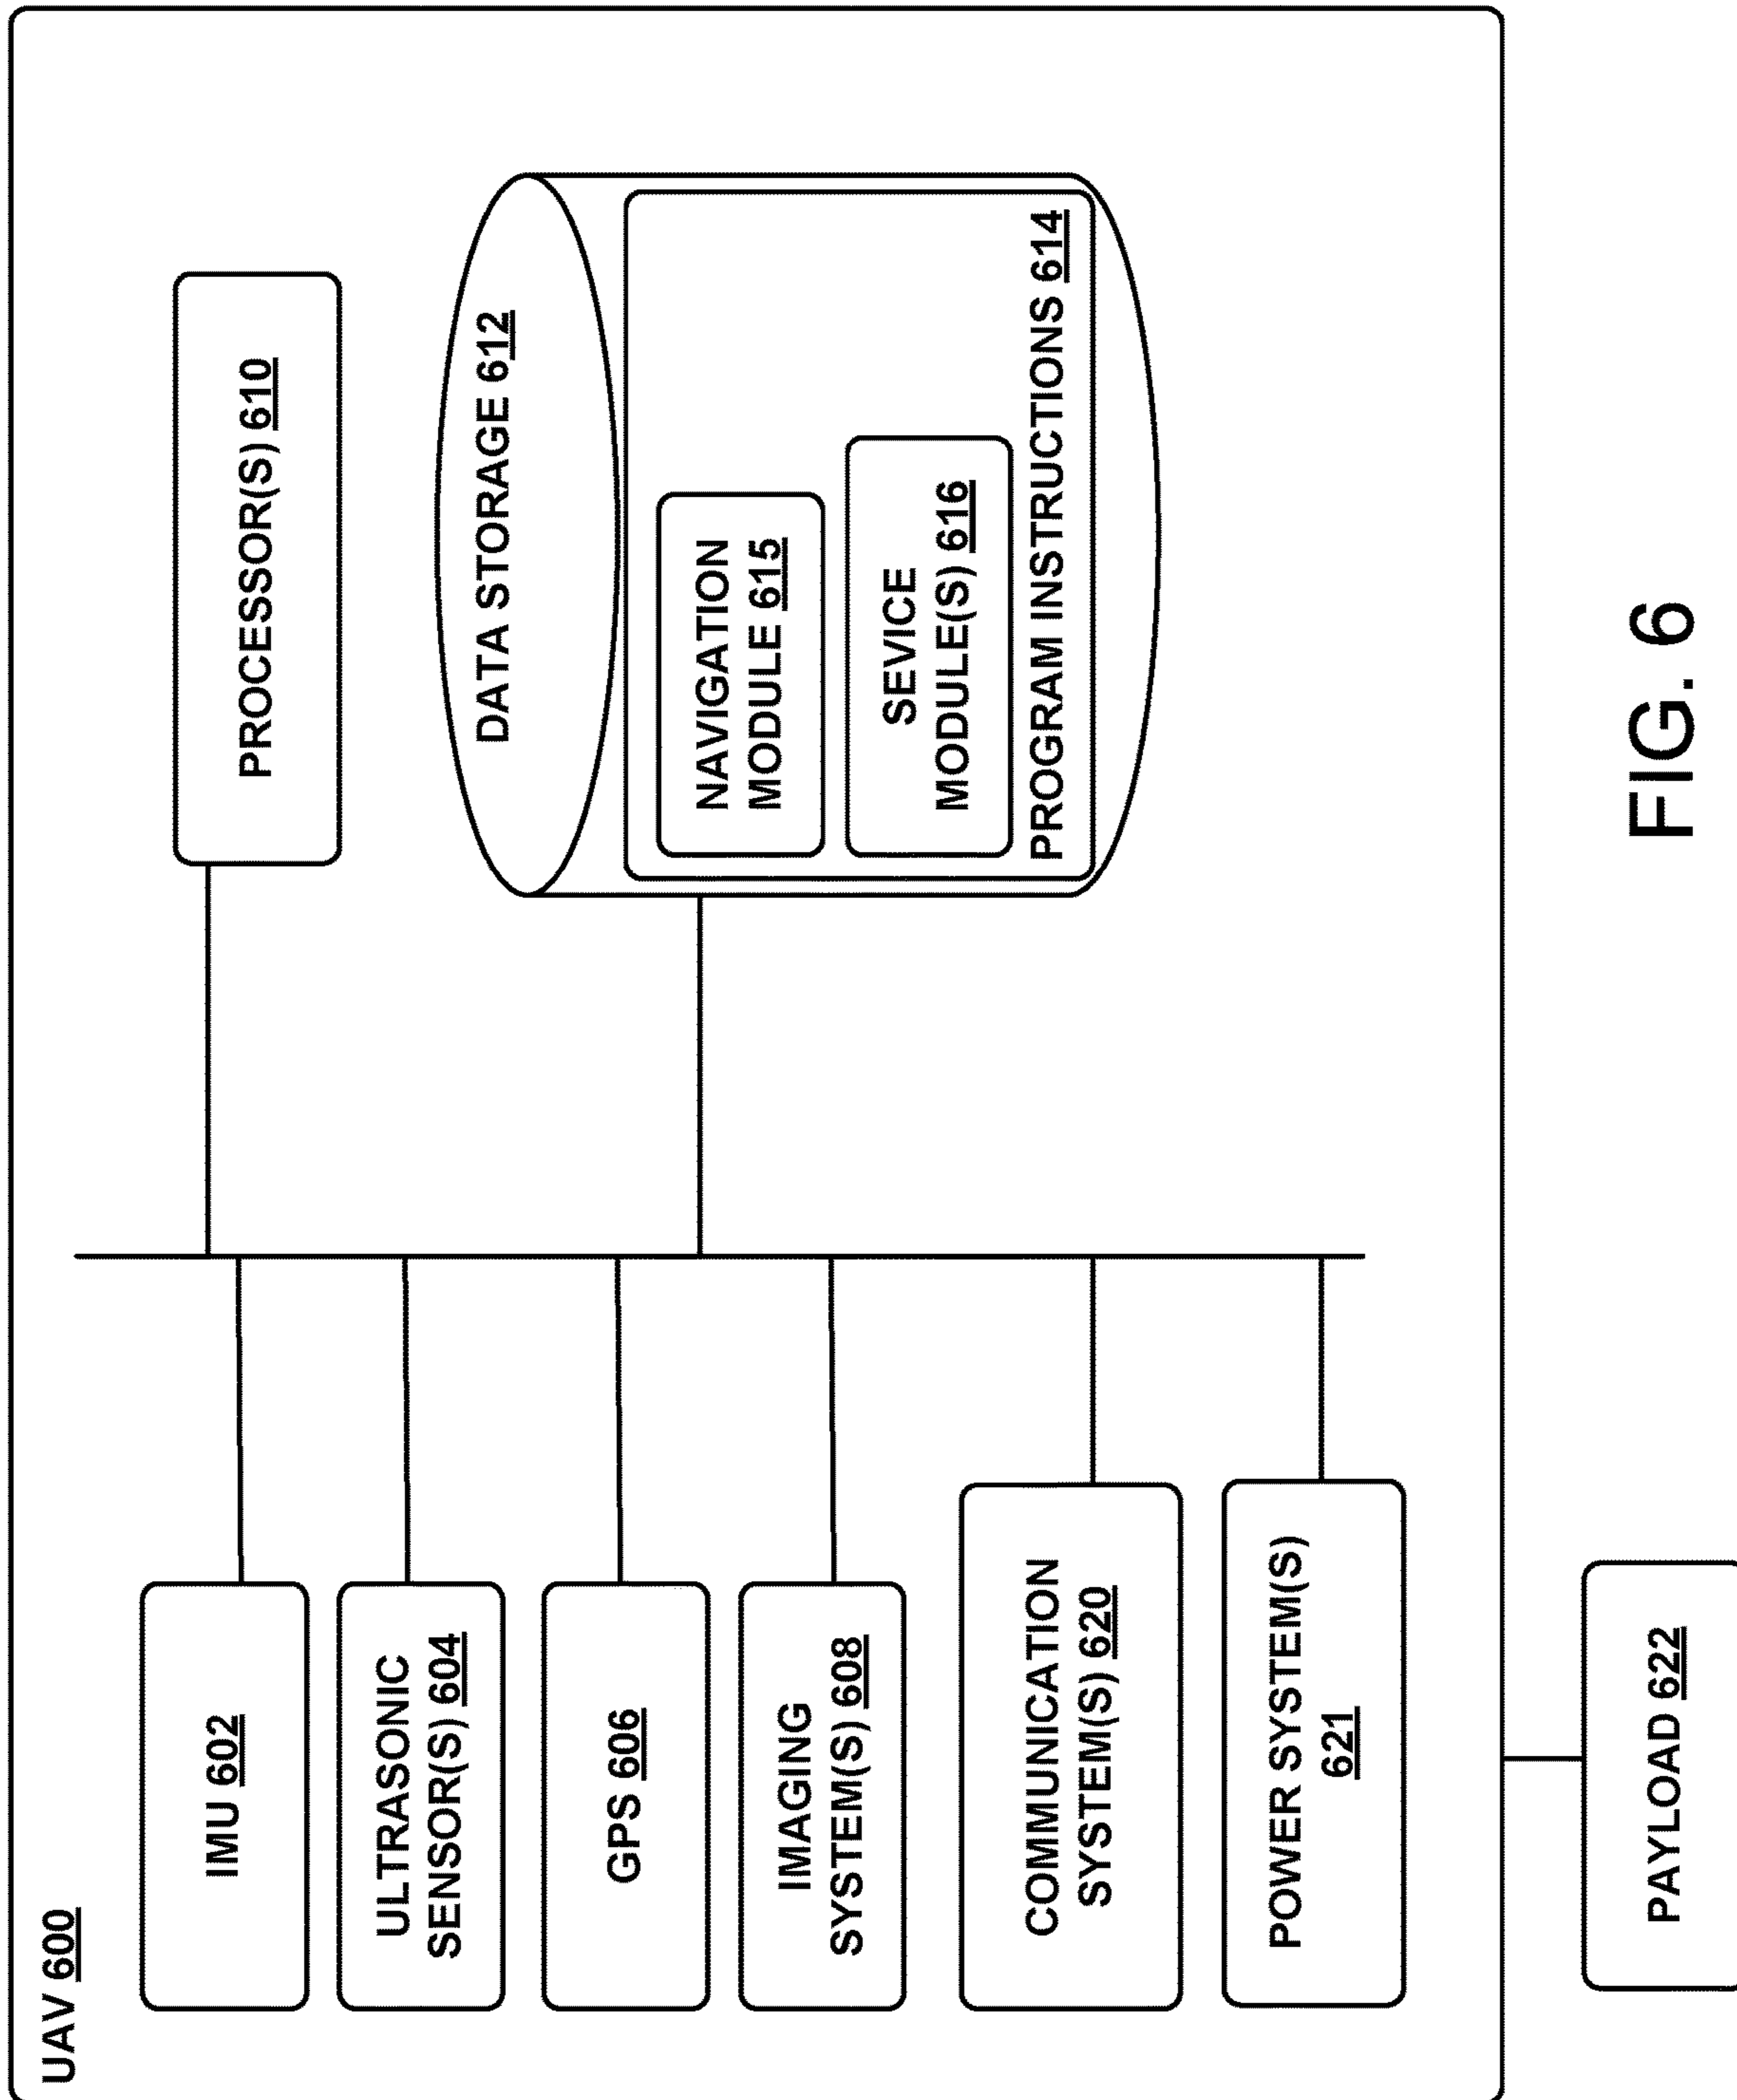 UAV 600
IMU 602
ULTRASONIC
SENSOR(S) 604
GPS 606
IMAGING
SYSTEM(S) 608
COMMUNICATION
SYSTEM(S) 620
POWER SYSTEM(S)
621
PROCESSOR(S) 610
DATA STORAGE 612
NAVIGATION
MODULE 615
SEVICE
MODULE(S) 616
PROGRAM INSTRUCTIONS 614
PAYLOAD 622
FIG. 6